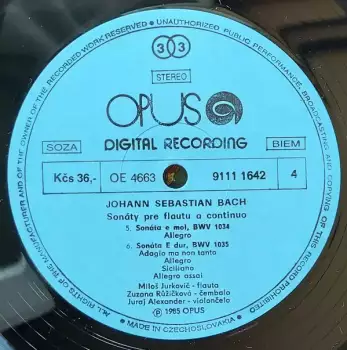 ALL RIGHTS OF THE MANUFACTURER AND OF THE OWNER OF THE RECORDED WORK RESERVED • UNAUTHORIZED PUBLIC PERFORMANCE, BROADCASTING AND COPYING OF THIS RECORD PROHIBITED
33
STEREO
OPUS
SOZA
DIGITAL RECORDING
BIEM
Kčs 36,-
OE 4663
9111 1642
4
JOHANN SEBASTIAN BACH
Sonáty pre flautu a continuo
5. Sonáta e mol, BWV 1034
Allegro
6. Sonáta E dur, BWV 1035
Adagio ma non tanto
Allegro
Siciliana
Allegro assai
Miloš Jurkovič - flauta
Zuzana Růžičková - čembalo
Juraj Alexander - violončelo
Ⓟ 1985 OPUS
• MADE IN CZECHOSLOVAKIA •